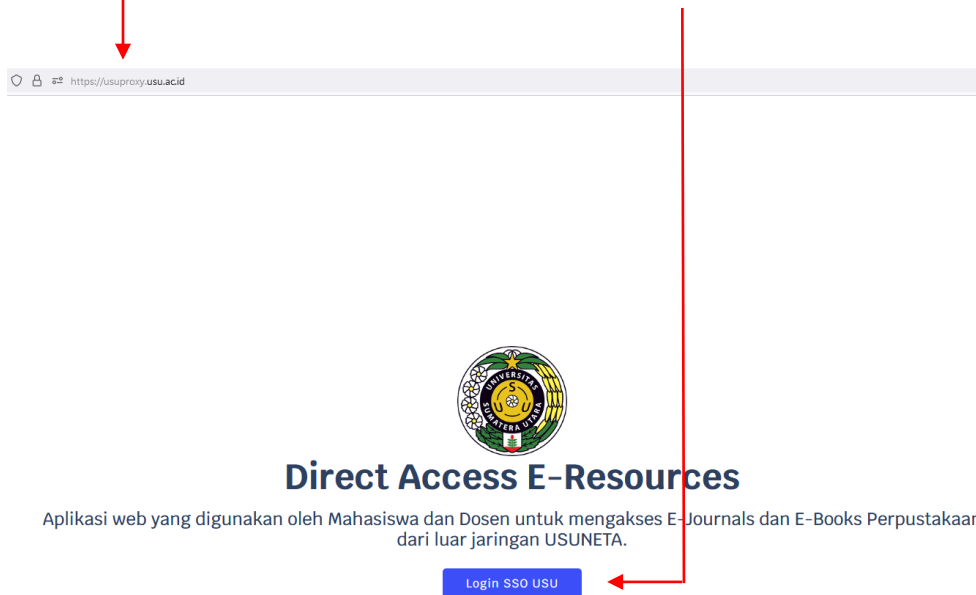 https://usuproxy.usu.ac.id
UNIVERSITAS
SUMATERA UTARA
U S U
Direct Access E-Resources
Aplikasi web yang digunakan oleh Mahasiswa dan Dosen untuk mengakses E-Journals dan E-Books Perpustakaan
dari luar jaringan USUNETA.
Login SSO USU